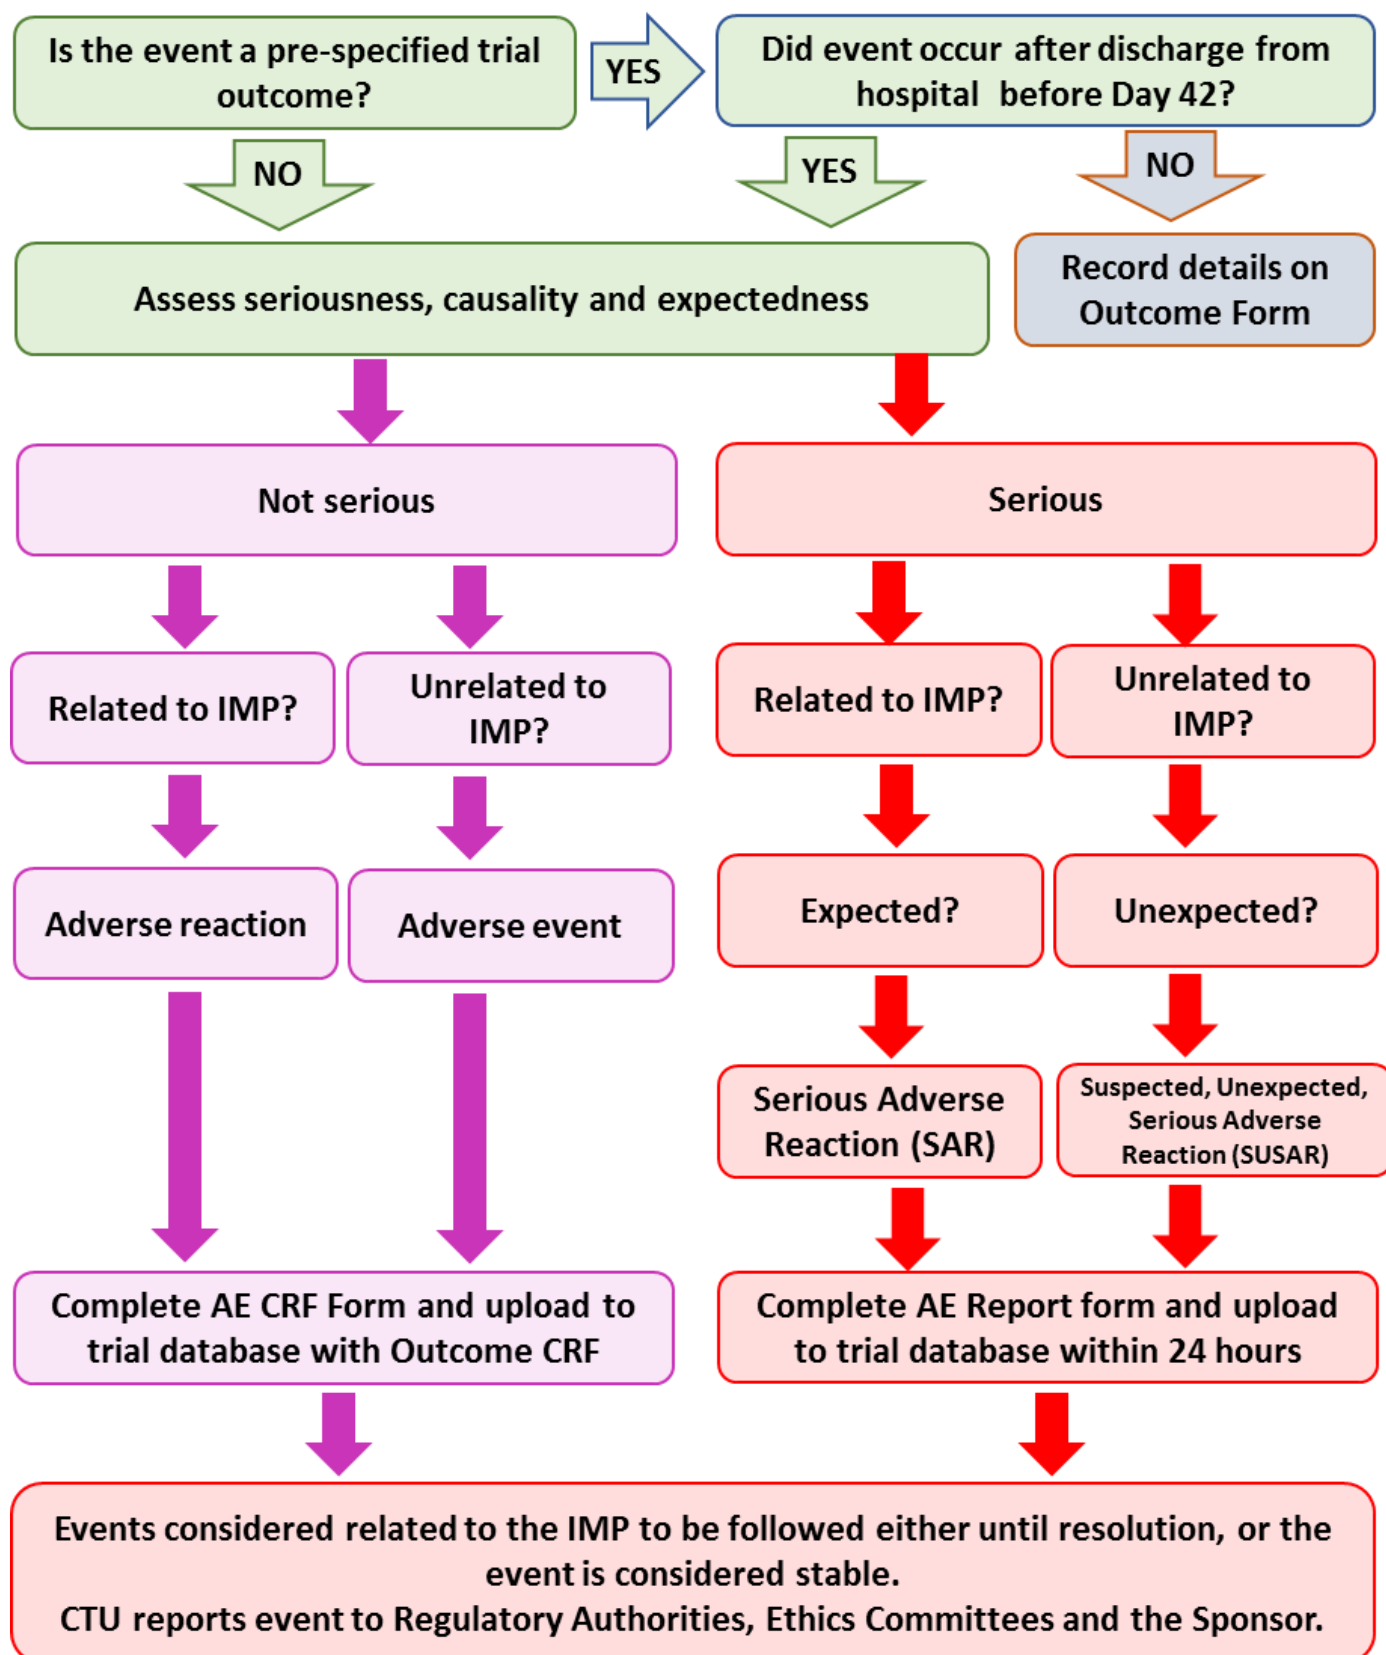 Is the event a pre-specified trial
outcome?
YES
Did event occur after discharge from
hospital before Day 42?
NO
YES
NO
Assess seriousness, causality and expectedness
Record details on
Outcome Form
Not serious
Serious
Related to IMP?
Unrelated to
IMP?
Related to IMP?
Unrelated to
IMP?
Adverse reaction
Adverse event
Expected?
Unexpected?
Serious Adverse
Reaction (SAR)
Suspected, Unexpected,
Serious Adverse
Reaction (SUSAR)
Complete AE CRF Form and upload to
trial database with Outcome CRF
Complete AE Report form and upload
to trial database within 24 hours
Events considered related to the IMP to be followed either until resolution, or the
event is considered stable.
CTU reports event to Regulatory Authorities, Ethics Committees and the Sponsor.